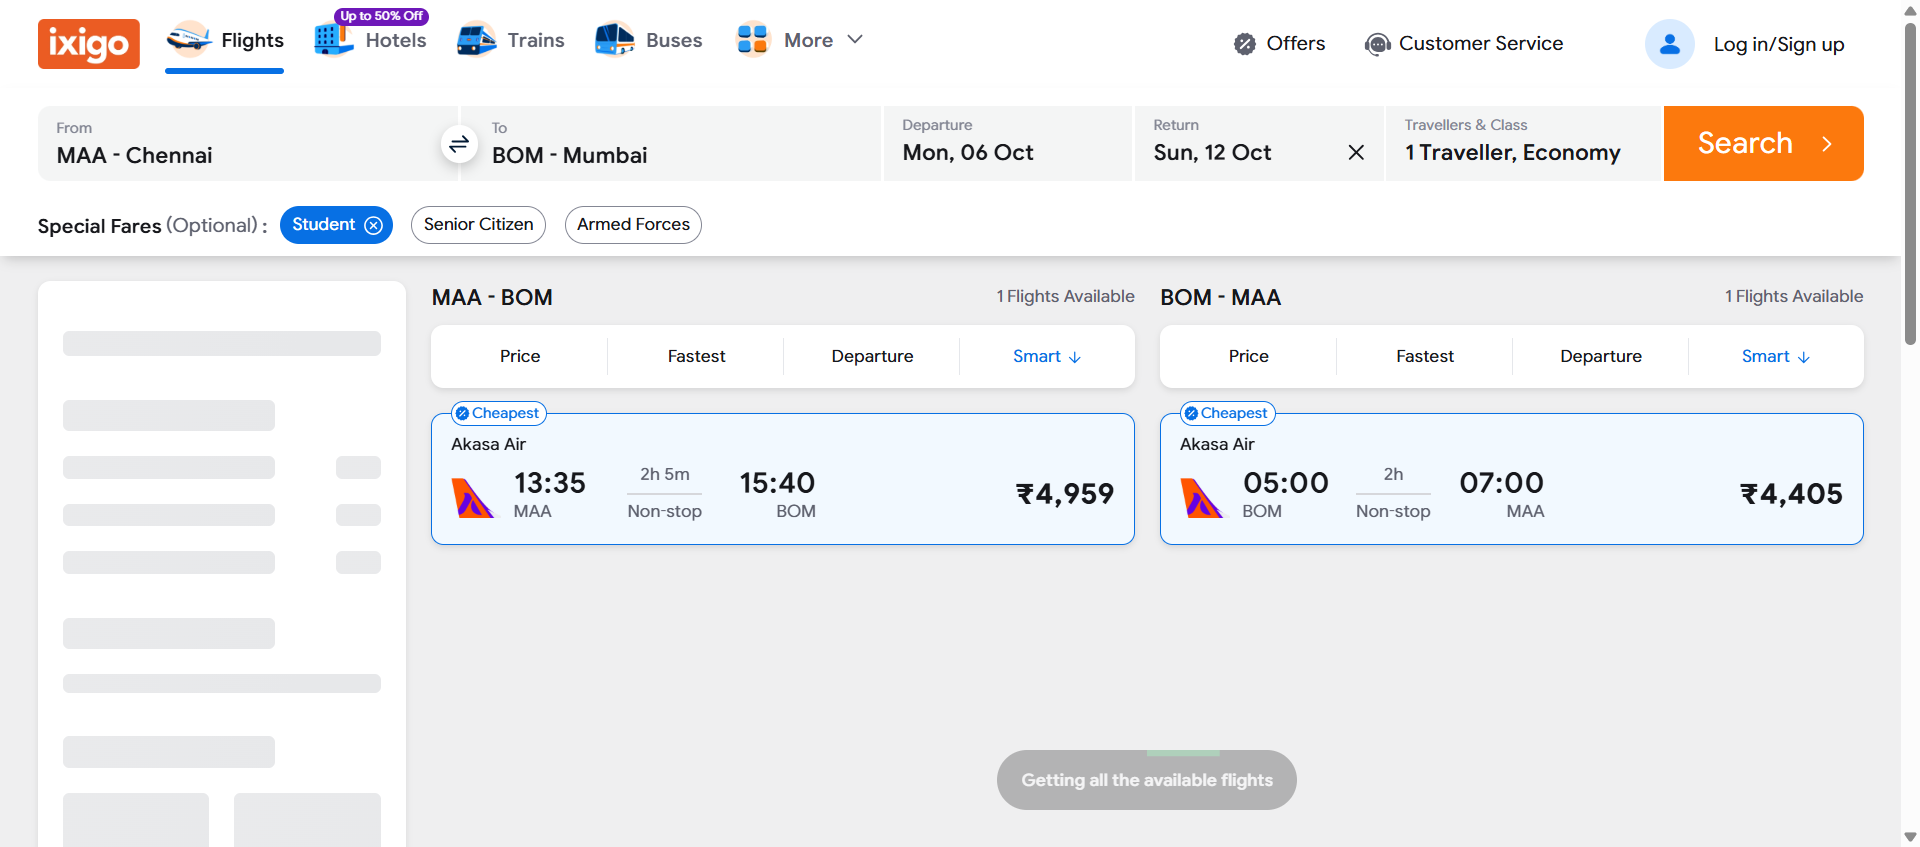 ixigo
Flights
Up to 50% Off
Hotels
Trains
Buses
More
Offers
Customer Service
Log in/Sign up
From
MAA - Chennai
To
BOM - Mumbai
Departure
Mon, 06 Oct
Return
Sun, 12 Oct
Travellers & Class
1 Traveller, Economy
Search
Special Fares (Optional) :
Student
Senior Citizen
Armed Forces
MAA - BOM
1 Flights Available
Price
Fastest
Departure
Smart
Cheapest
Akasa Air
13:35
MAA
2h 5m
Non-stop
15:40
BOM
₹4,959
BOM - MAA
1 Flights Available
Price
Fastest
Departure
Smart
Cheapest
Akasa Air
05:00
BOM
2h
Non-stop
07:00
MAA
₹4,405
Getting all the available flights